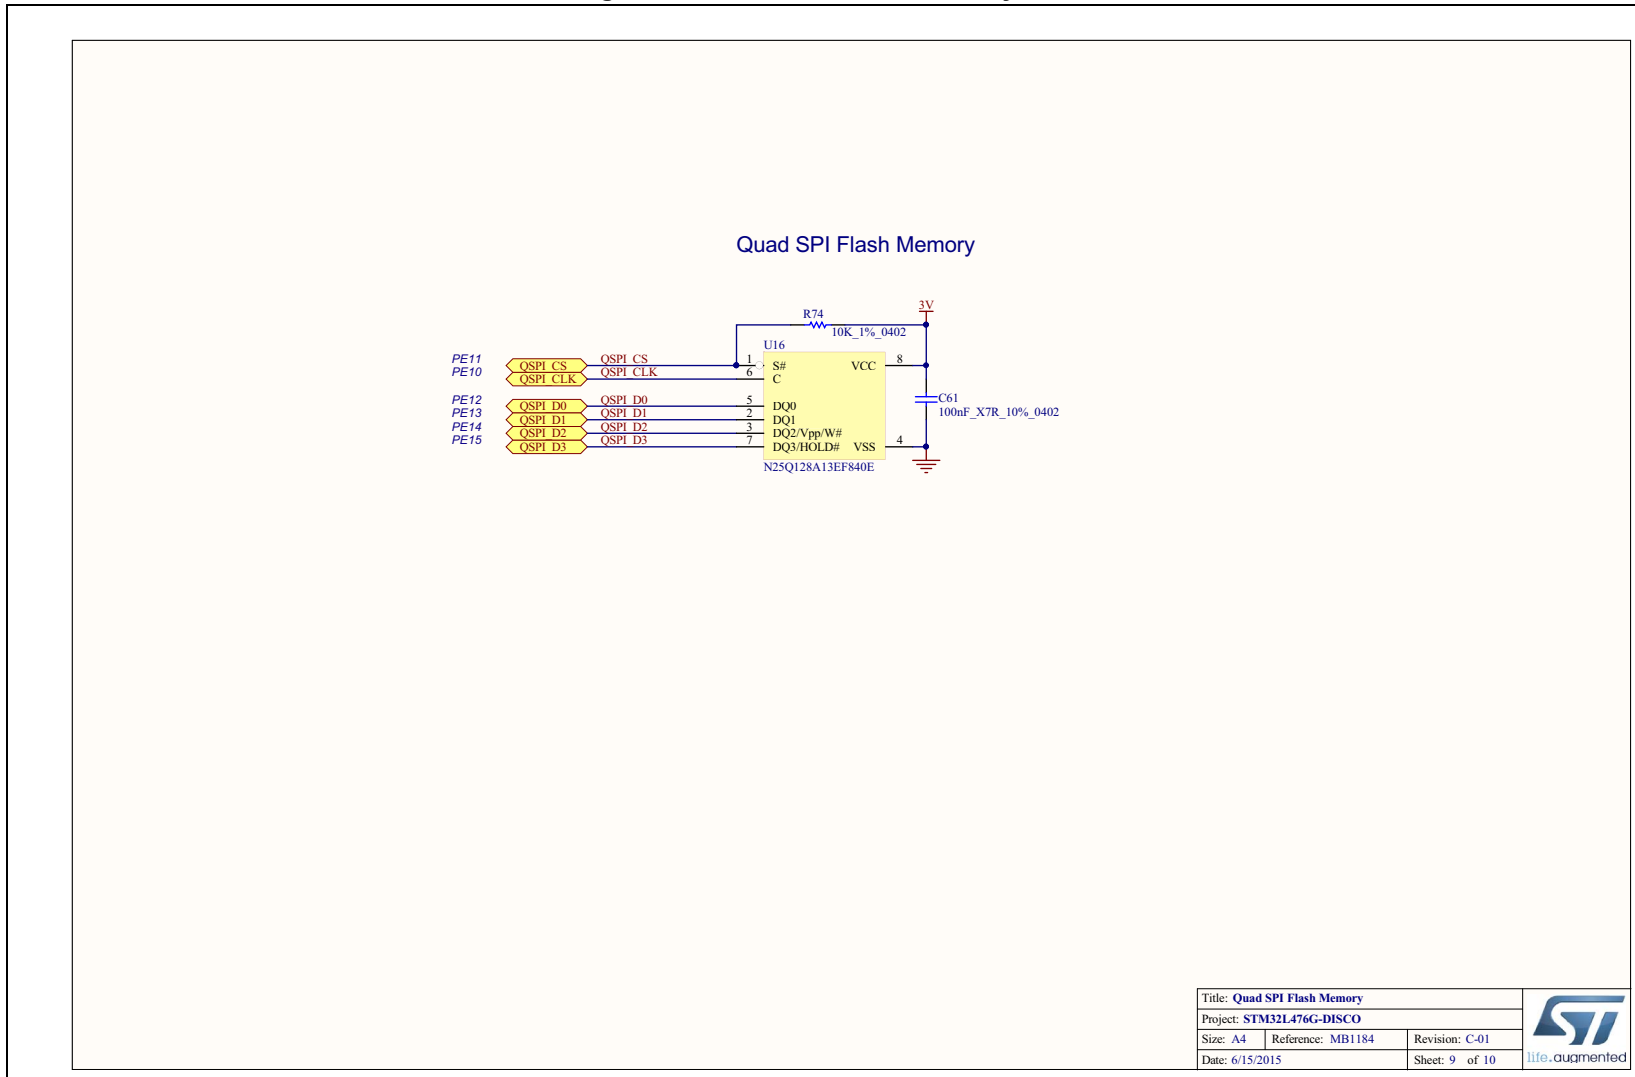 Quad SPI Flash Memory
3V
R74
10K_1%_0402
U16
PE11 QSPI_CS QSPI_CS 1 S# VCC 8
PE10 QSPI_CLK QSPI_CLK 6 C
C61
100nF_X7R_10%_0402
PE12 QSPI_D0 QSPI_D0 5 DQ0
PE13 QSPI_D1 QSPI_D1 2 DQ1
PE14 QSPI_D2 QSPI_D2 3 DQ2/Vpp/W#
PE15 QSPI_D3 QSPI_D3 7 DQ3/HOLD# VSS 4
N25Q128A13EF840E
Title: Quad SPI Flash Memory
Project: STM32L476G-DISCO
Size: A4 Reference: MB1184 Revision: C-01
Date: 6/15/2015 Sheet: 9 of 10
ST
life.augmented